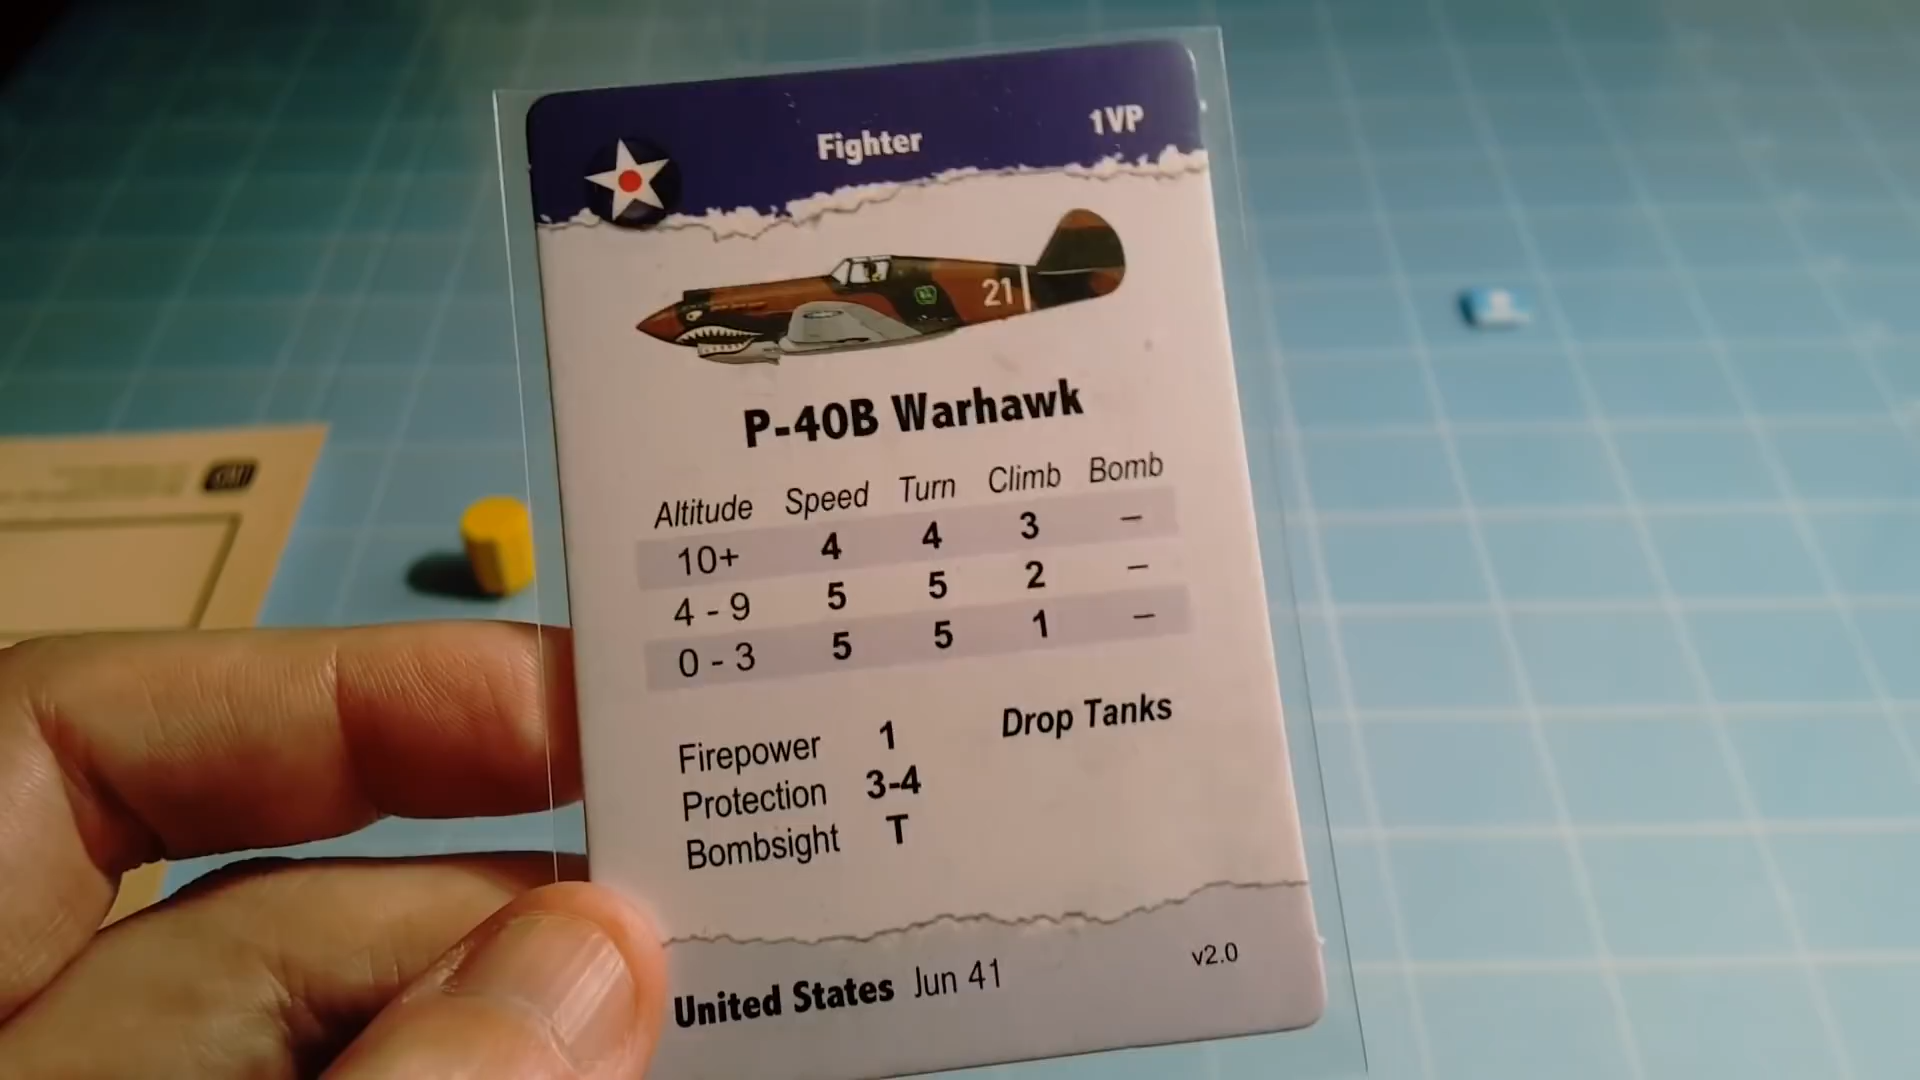 Fighter 1VP
21
P-40B Warhawk
Altitude Speed Turn Climb Bomb
10+ 4 4 3 –
4 - 9 5 5 2 –
0 - 3 5 5 1 –
Firepower 1 Drop Tanks
Protection 3-4
Bombsight T
United States Jun 41 v2.0